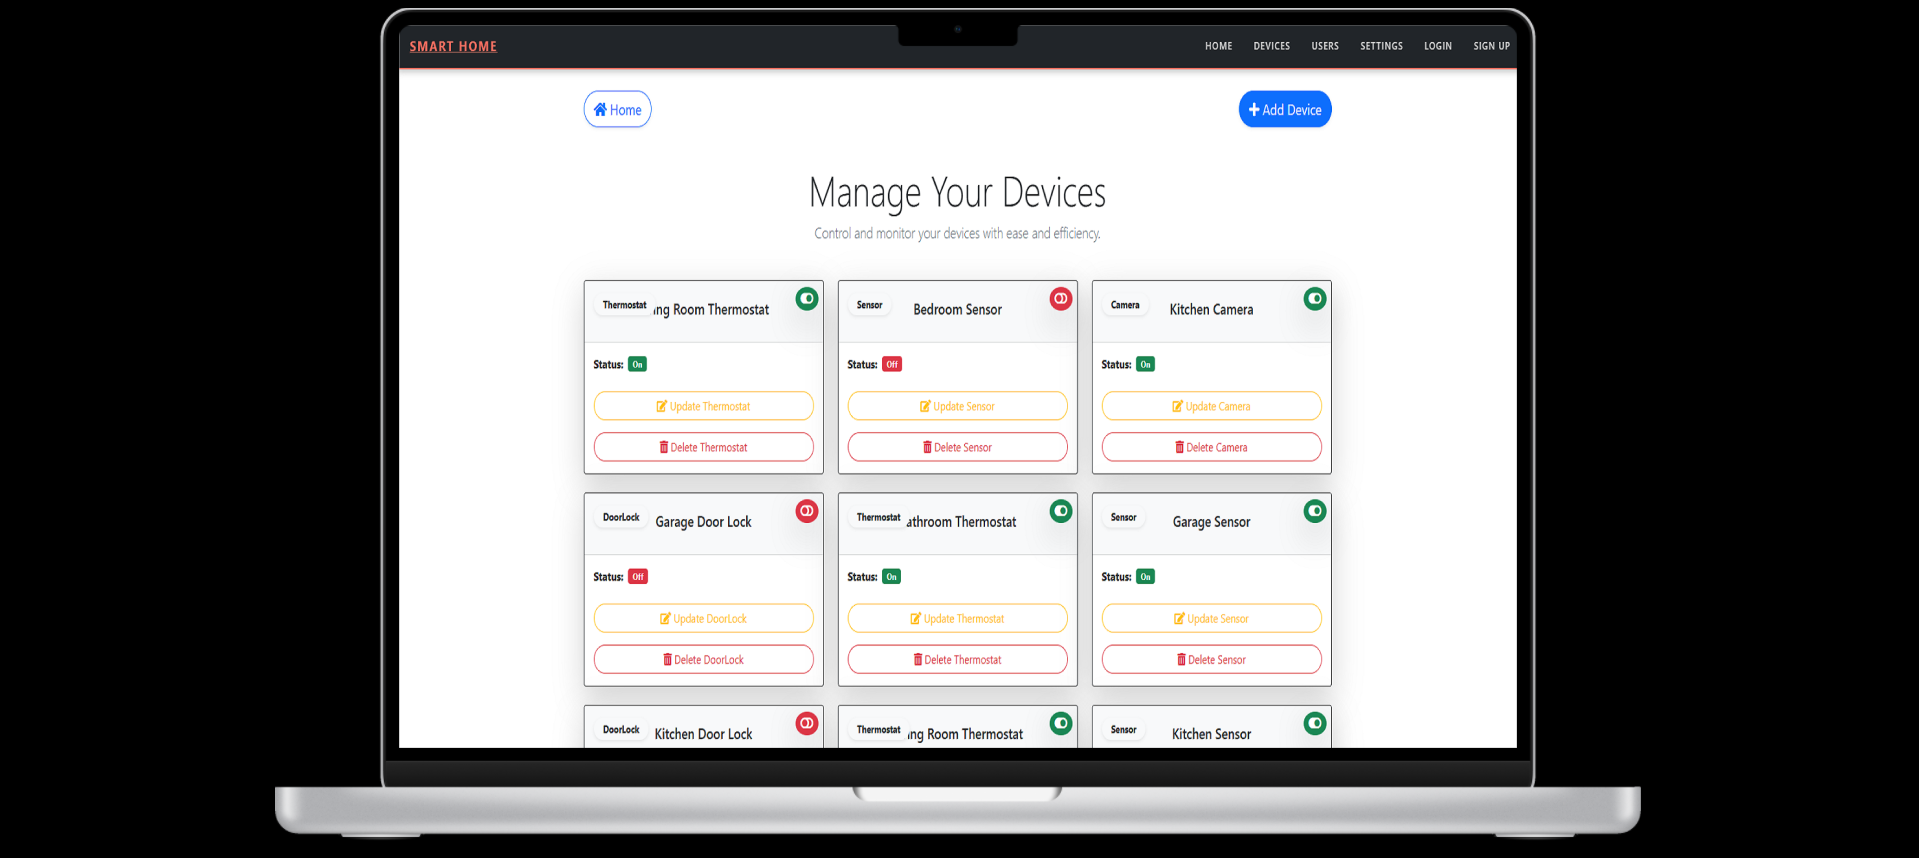 SMART HOME HOME DEVICES USERS SETTINGS LOGIN SIGN UP
Home Add Device
Manage Your Devices
Control and monitor your devices with ease and efficiency.
Thermostat ing Room Thermostat
Sensor Bedroom Sensor
Camera Kitchen Camera
Status: On
Status: Off
Status: On
Update Thermostat
Update Sensor
Update Camera
Delete Thermostat
Delete Sensor
Delete Camera
DoorLock Garage Door Lock
Thermostat athroom Thermostat
Sensor Garage Sensor
Status: Off
Status: On
Status: On
Update DoorLock
Update Thermostat
Update Sensor
Delete DoorLock
Delete Thermostat
Delete Sensor
DoorLock Kitchen Door Lock
Thermostat ng Room Thermostat
Sensor Kitchen Sensor